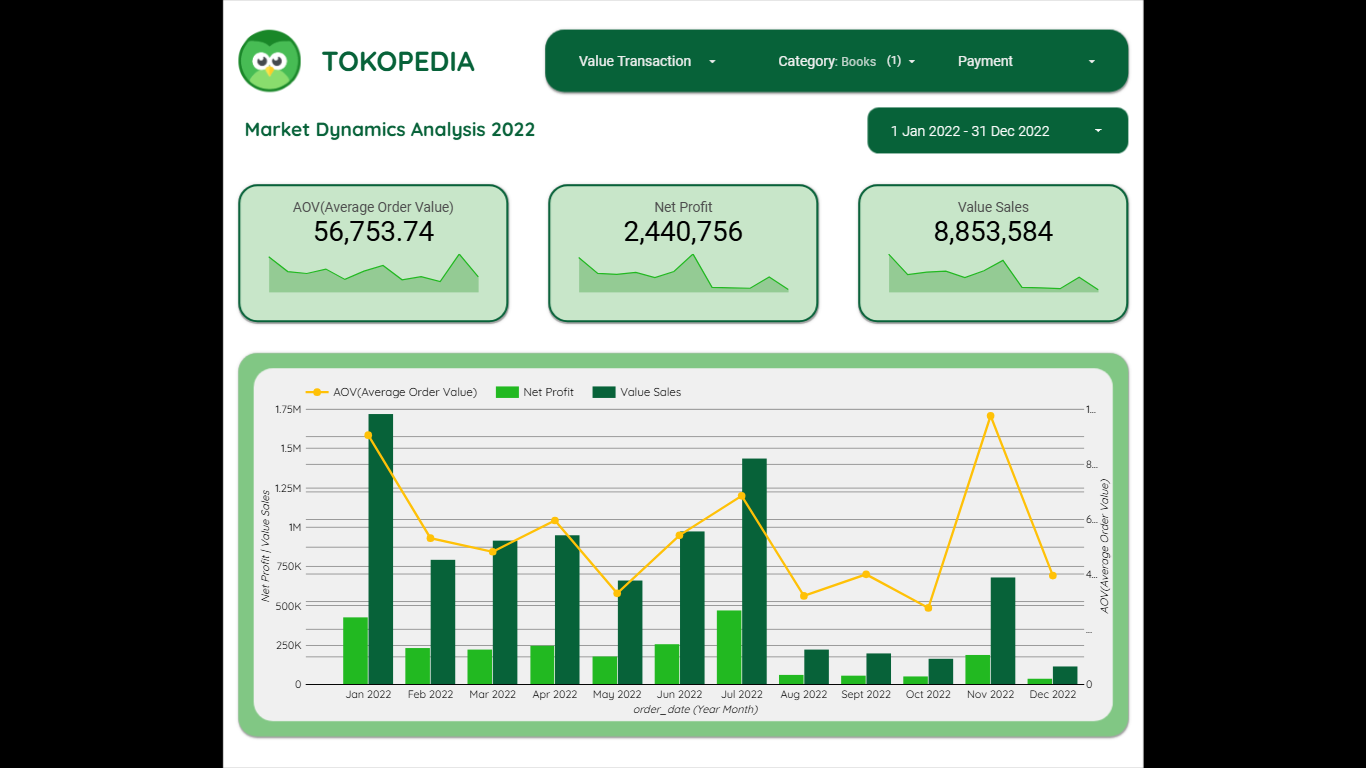 TOKOPEDIA
Value Transaction
Category: Books (1)
Payment
Market Dynamics Analysis 2022
1 Jan 2022 - 31 Dec 2022
AOV(Average Order Value)
56,753.74
Net Profit
2,440,756
Value Sales
8,853,584
AOV(Average Order Value) Net Profit Value Sales
1.75M
1.5M
1.25M
1M
750K
500K
250K
0
Net Profit | Value Sales
1...
8...
6...
4...
...
0
AOV(Average Order Value)
Jan 2022 Feb 2022 Mar 2022 Apr 2022 May 2022 Jun 2022 Jul 2022 Aug 2022 Sept 2022 Oct 2022 Nov 2022 Dec 2022
order_date (Year Month)